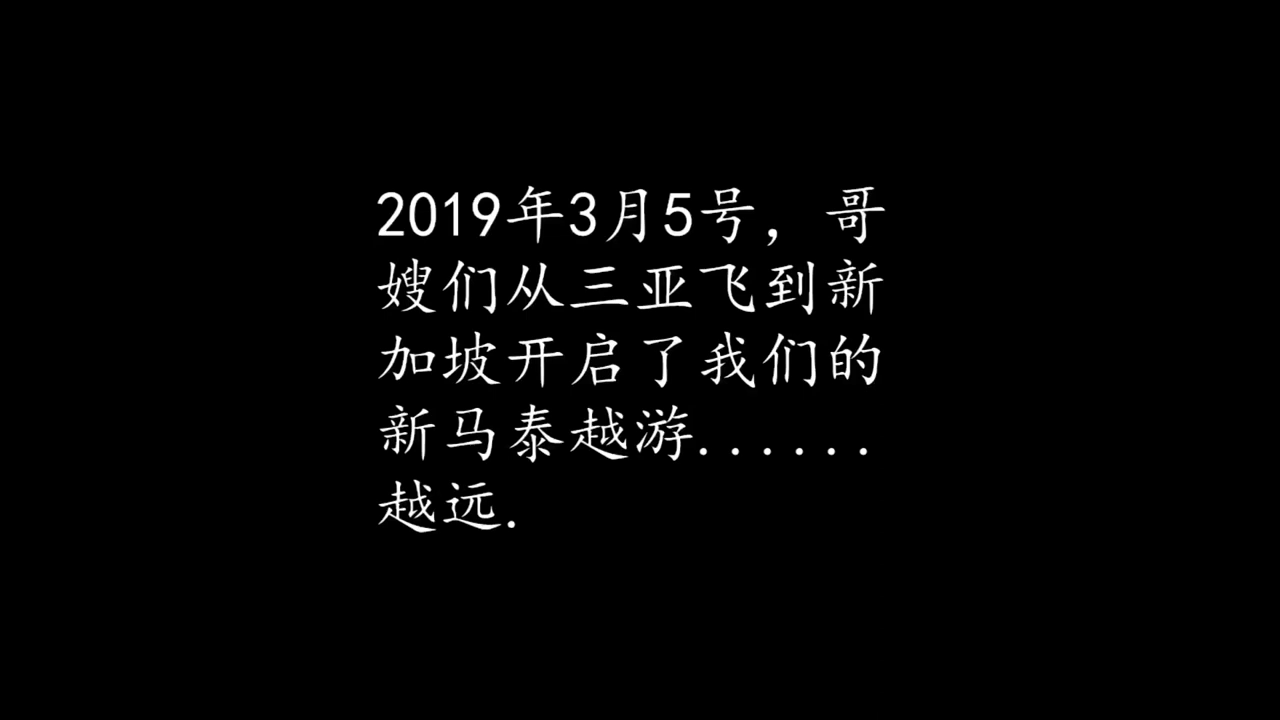 2019年3月5号，哥
嫂们从三亚飞到新
加坡开启了我们的
新马泰越游......
越远.